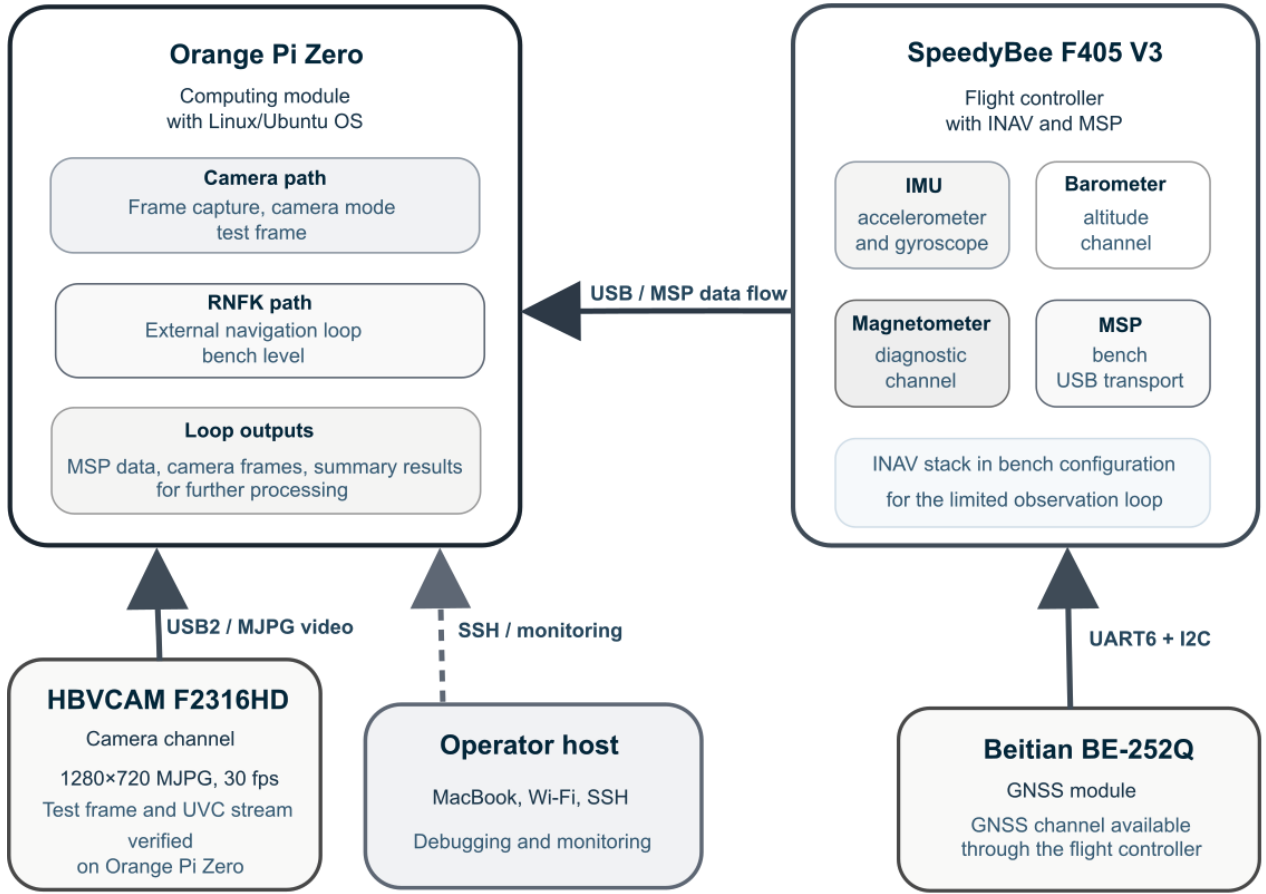 Orange Pi Zero
Computing module
with Linux/Ubuntu OS
Camera path
Frame capture, camera mode
test frame
RNFK path
External navigation loop
bench level
Loop outputs
MSP data, camera frames, summary results
for further processing
USB / MSP data flow
SpeedyBee F405 V3
Flight controller
with INAV and MSP
IMU
accelerometer
and gyroscope
Barometer
altitude
channel
Magnetometer
diagnostic
channel
MSP
bench
USB transport
INAV stack in bench configuration
for the limited observation loop
USB2 / MJPG video
SSH / monitoring
UART6 + I2C
HBVCAM F2316HD
Camera channel
1280×720 MJPG, 30 fps
Test frame and UVC stream
verified
on Orange Pi Zero
Operator host
MacBook, Wi-Fi, SSH
Debugging and monitoring
Beitian BE-252Q
GNSS module
GNSS channel available
through the flight controller